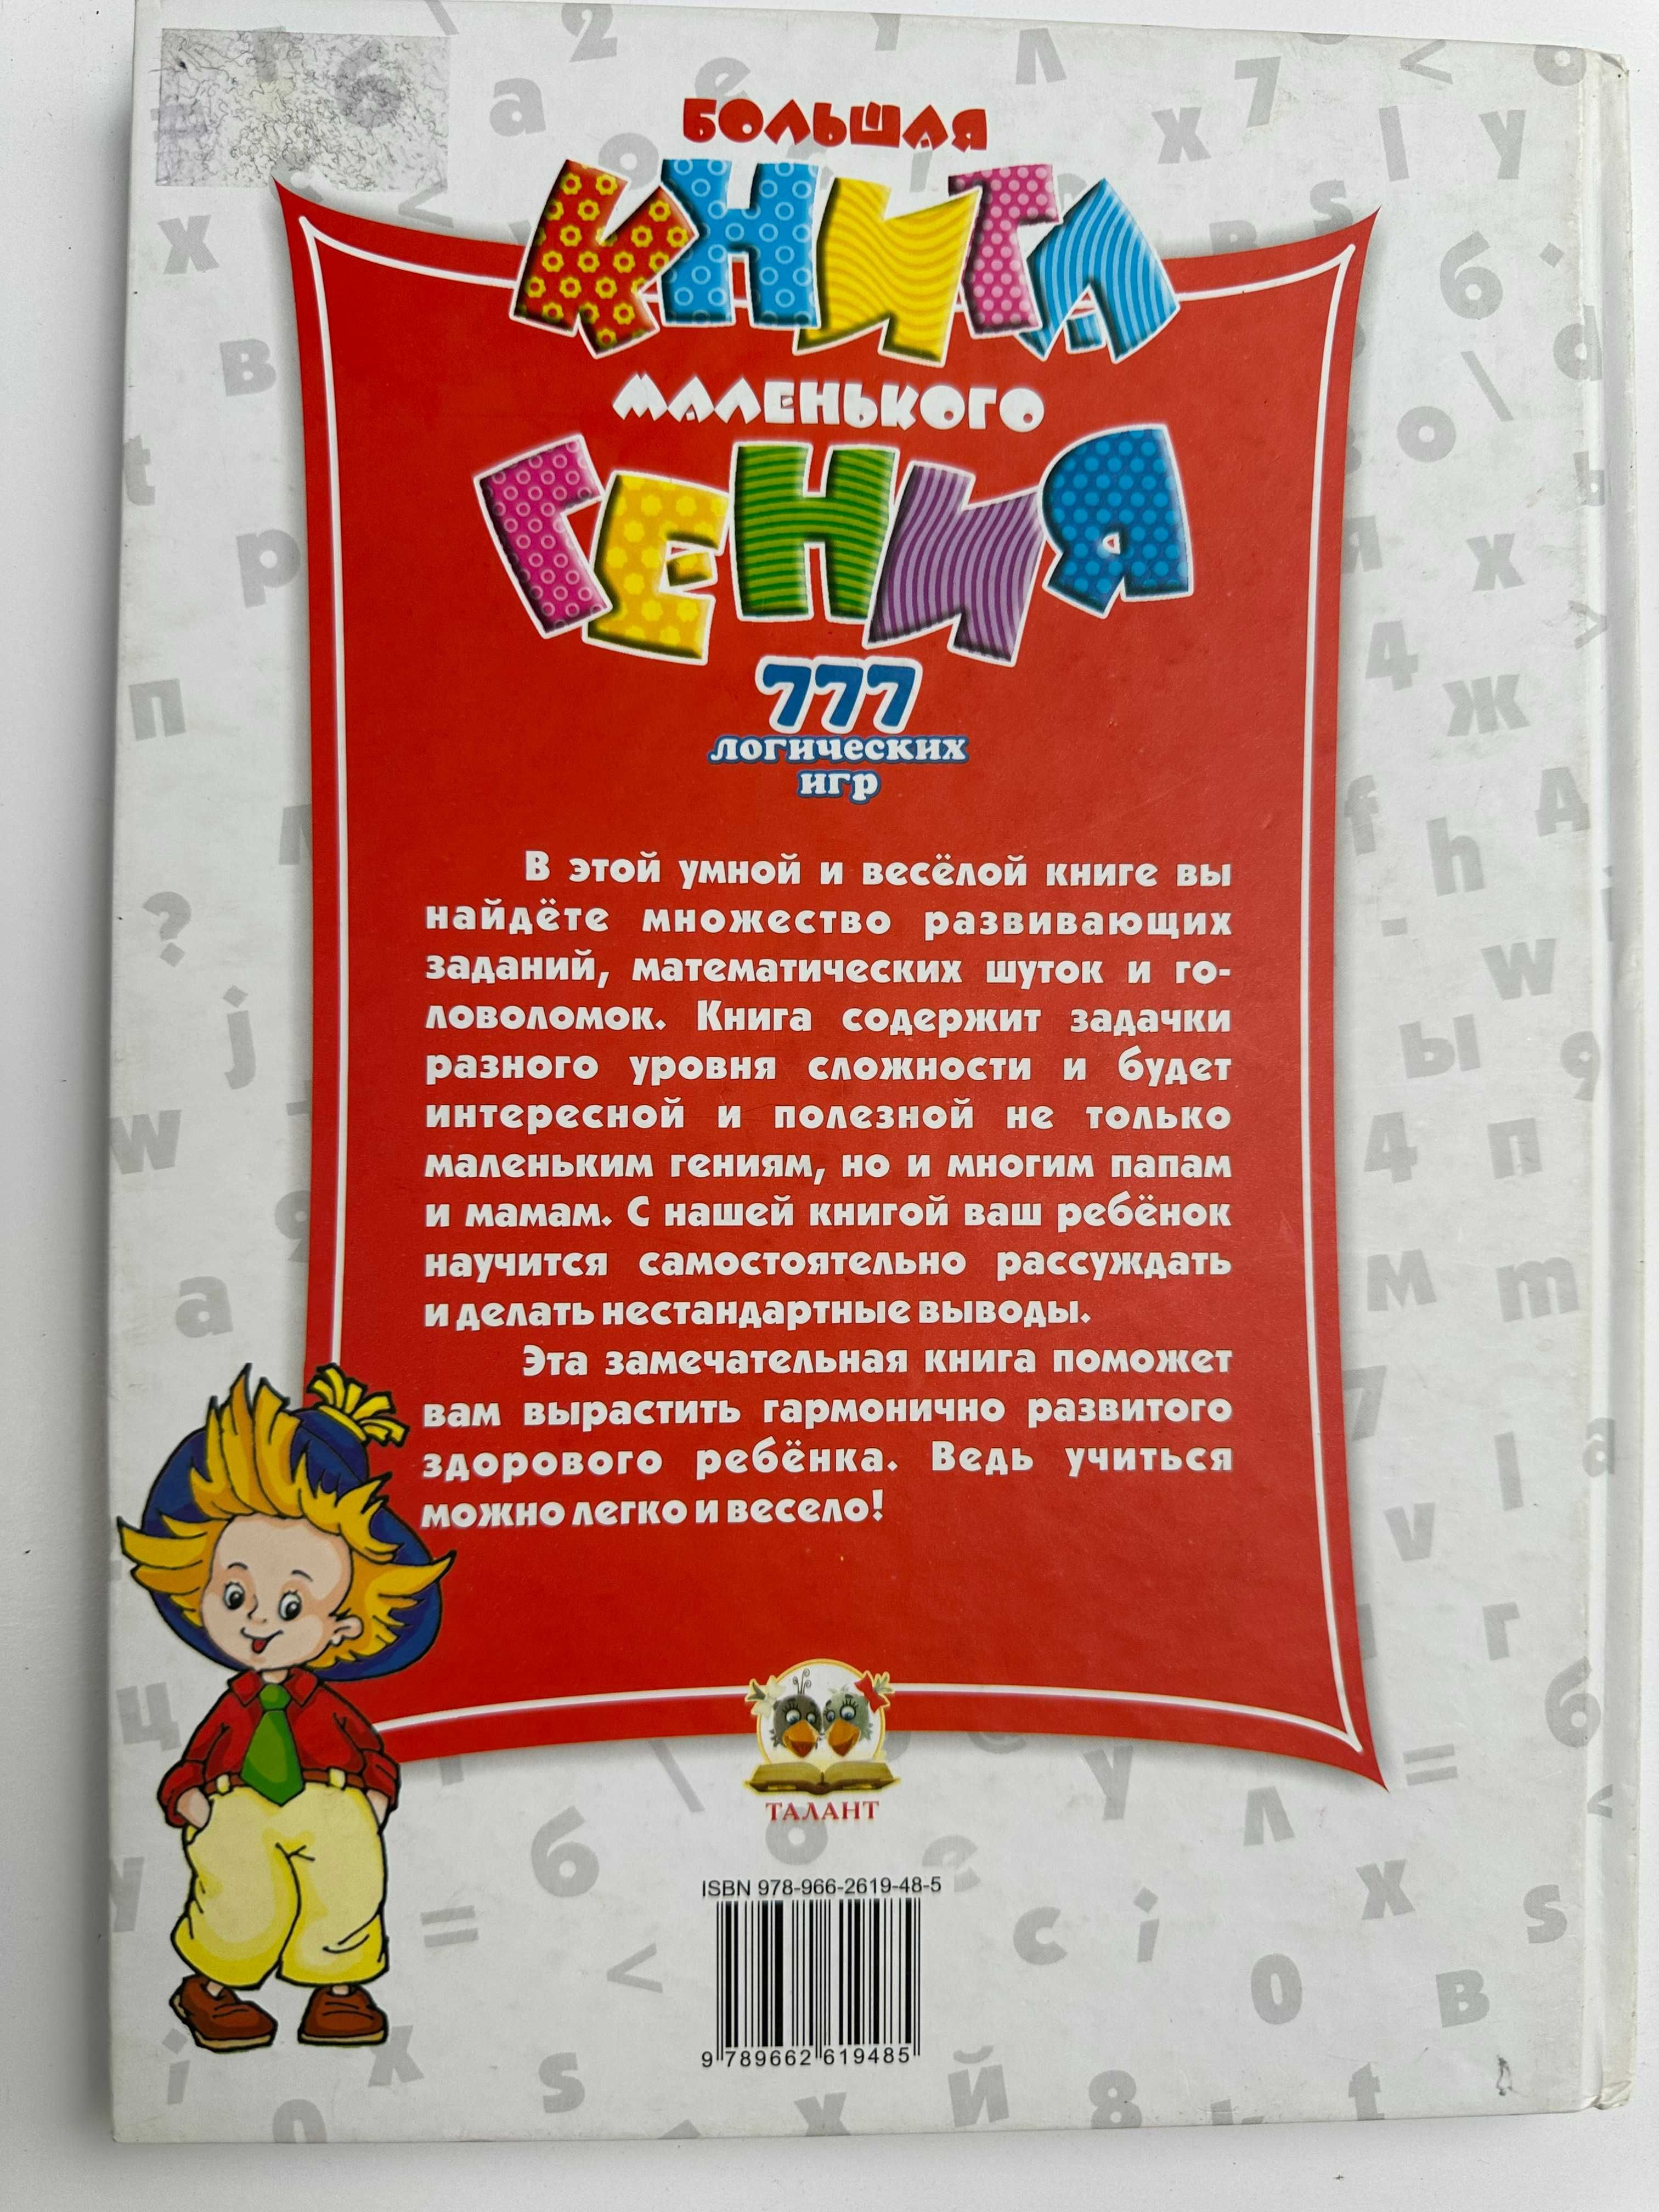 БОЛЬШАЯ
КНИГА
МАЛЕНЬКОГО
ГЕНИЯ
777
логических
игр
В этой умной и весёлой книге вы
найдёте множество развивающих
заданий, математических шуток и го-
ловоломок. Книга содержит задачки
разного уровня сложности и будет
интересной и полезной не только
маленьким гениям, но и многим папам
и мамам. С нашей книгой ваш ребёнок
научится самостоятельно рассуждать
и делать нестандартные выводы.
Эта замечательная книга поможет
вам вырастить гармонично развитого
здорового ребёнка. Ведь учиться
можно легко и весело!
ТАЛАНТ
ISBN 978-966-2619-48-5
9 789662 619485